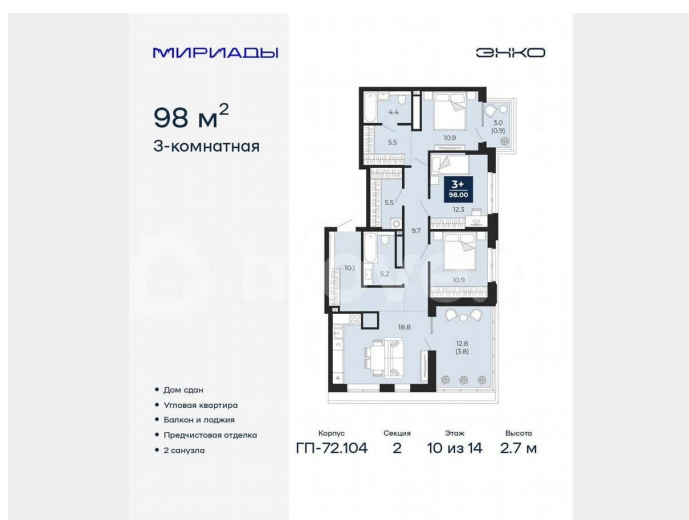 МИРИАДЫ
ЭНКО
98 м²
3-комнатная
4.4
5.5
10.9
3.0
(0.9)
3+
98.00
12.3
5.5
9.7
10.1
5.2
10.9
18.8
12.8
(3.8)
• Дом сдан
• Угловая квартира
• Балкон и лоджия
• Предчистовая отделка
• 2 санузла
Корпус
ГП-72.104
Секция
2
Этаж
10 из 14
Высота
2.7 м